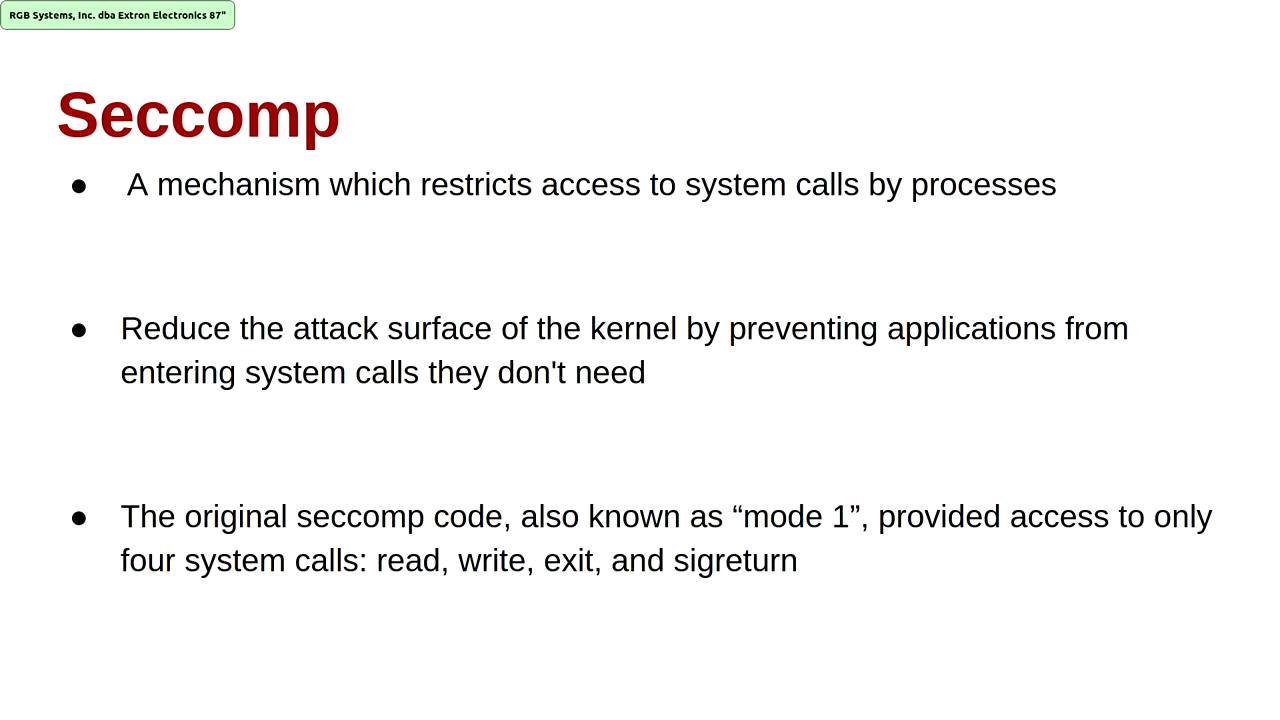 RGB Systems, Inc. dba Extron Electronics 87"
Seccomp
● A mechanism which restricts access to system calls by processes
● Reduce the attack surface of the kernel by preventing applications from
entering system calls they don't need
● The original seccomp code, also known as “mode 1”, provided access to only
four system calls: read, write, exit, and sigreturn